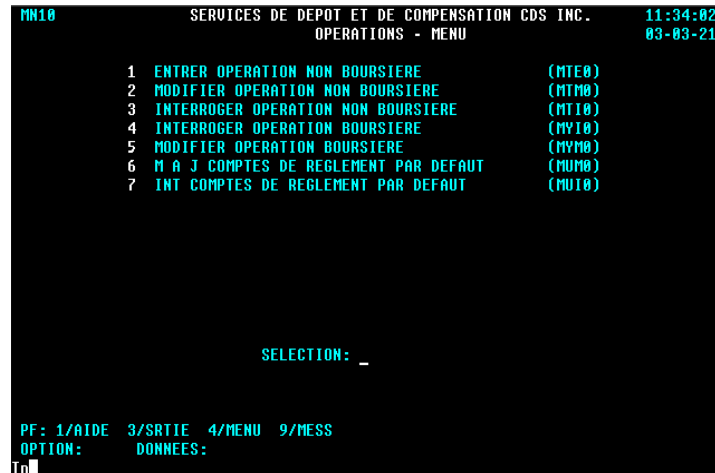 MN10 SERVICES DE DEPOT ET DE COMPENSATION CDS INC. 11:34:02
OPERATIONS - MENU 03-03-21
1 ENTRER OPERATION NON BOURSIERE (MTE0)
2 MODIFIER OPERATION NON BOURSIERE (MTM0)
3 INTERROGER OPERATION NON BOURSIERE (MTI0)
4 INTERROGER OPERATION BOURSIERE (MYI0)
5 MODIFIER OPERATION BOURSIERE (MYM0)
6 M A J COMPTES DE REGLEMENT PAR DEFAUT (MUM0)
7 INT COMPTES DE REGLEMENT PAR DEFAUT (MUI0)
SELECTION: _
PF: 1/AIDE 3/SRTIE 4/MENU 9/MESS
OPTION: DONNEES: